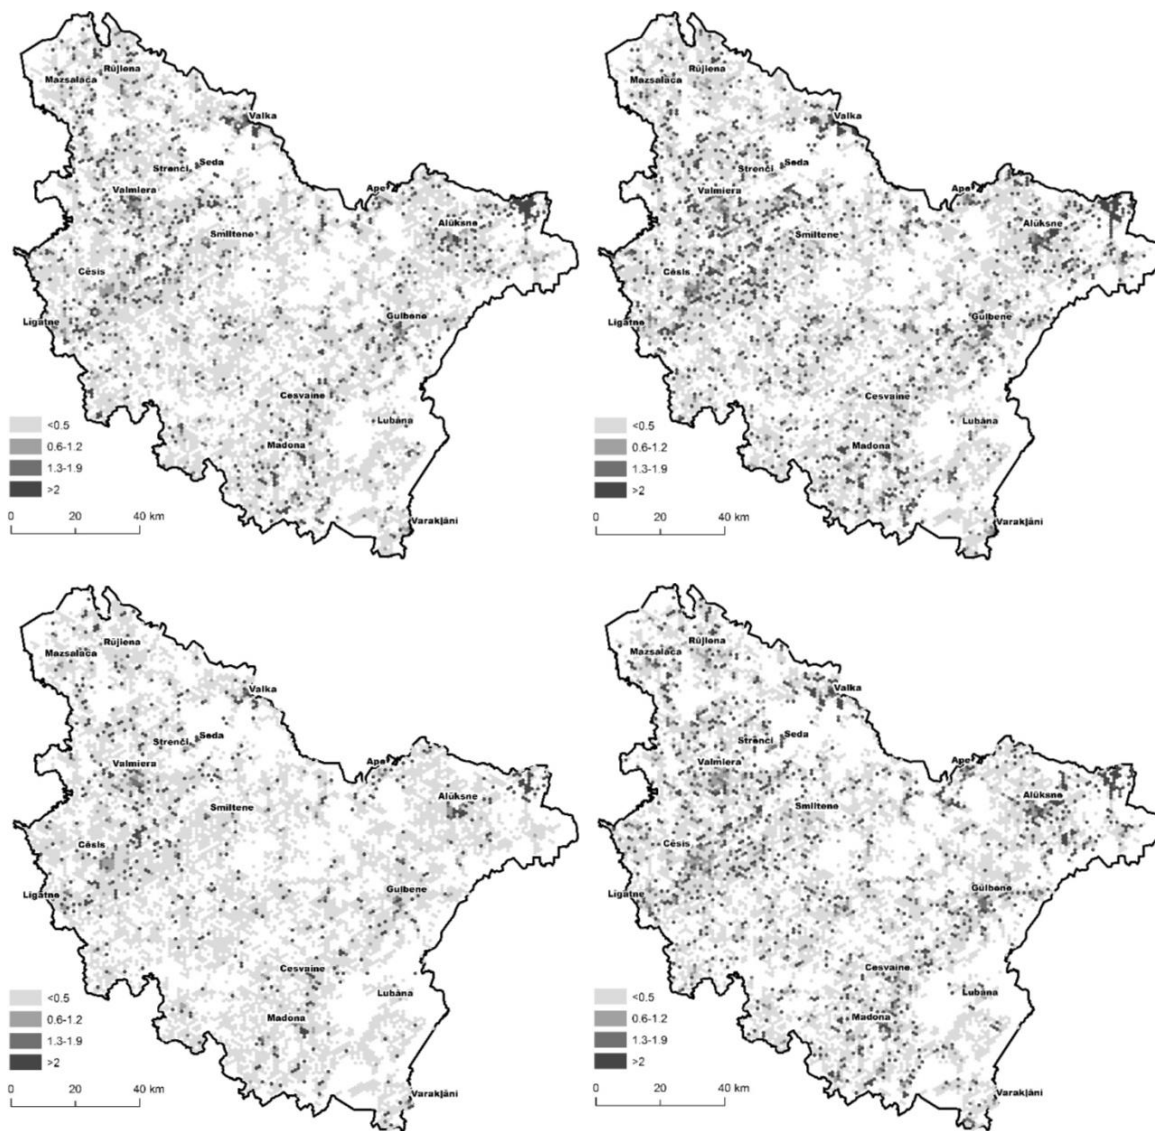 Rūjiena
Mazsalaca
Valka
Seda
Strenči
Valmiera
Ape
Alūksne
Smiltene
Cēsis
Gulbene
Līgatne
Cesvaine
Lubāna
Madona
Varakļāni
<0.5
0.6-1.2
1.3-1.9
>2
0 20 40 km
Rūjiena
Mazsalaca
Valka
Seda
Strenči
Valmiera
Ape
Alūksne
Smiltene
Cēsis
Gulbene
Līgatne
Cesvaine
Lubāna
Madona
Varakļāni
<0.5
0.6-1.2
1.3-1.9
>2
0 20 40 km
Rūjiena
Mazsalaca
Valka
Seda
Strenči
Valmiera
Ape
Alūksne
Smiltene
Cēsis
Gulbene
Līgatne
Cesvaine
Lubāna
Madona
Varakļāni
<0.5
0.6-1.2
1.3-1.9
>2
0 20 40 km
Rūjiena
Mazsalaca
Valka
Seda
Strenči
Valmiera
Ape
Alūksne
Smiltene
Cēsis
Gulbene
Līgatne
Cesvaine
Lubāna
Madona
Varakļāni
<0.5
0.6-1.2
1.3-1.9
>2
0 20 40 km